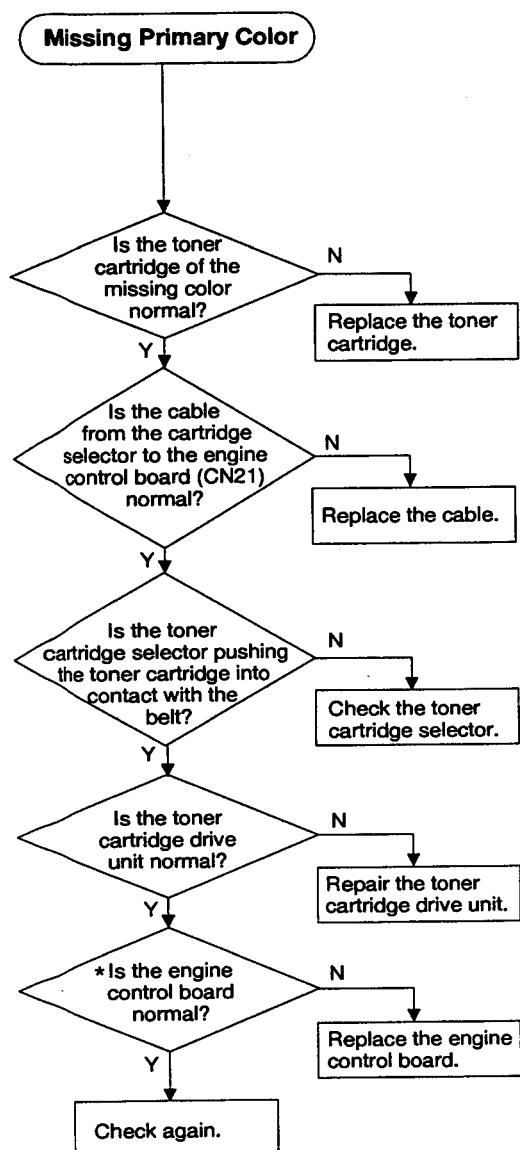 Missing Primary Color
Is the toner
cartridge of the
missing color
normal?
N
Replace the toner
cartridge.
Y
Is the cable
from the cartridge
selector to the engine
control board (CN21)
normal?
N
Replace the cable.
Y
Is the toner
cartridge selector pushing
the toner cartridge into
contact with the
belt?
N
Check the toner
cartridge selector.
Y
Is the toner
cartridge drive
unit normal?
N
Repair the toner
cartridge drive unit.
Y
*Is the engine
control board
normal?
N
Replace the engine
control board.
Y
Check again.